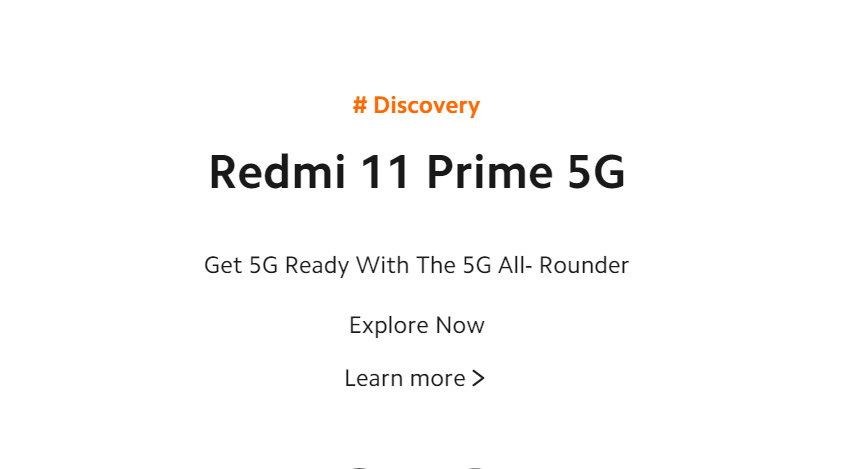 # Discovery
Redmi 11 Prime 5G
Get 5G Ready With The 5G All- Rounder
Explore Now
Learn more >